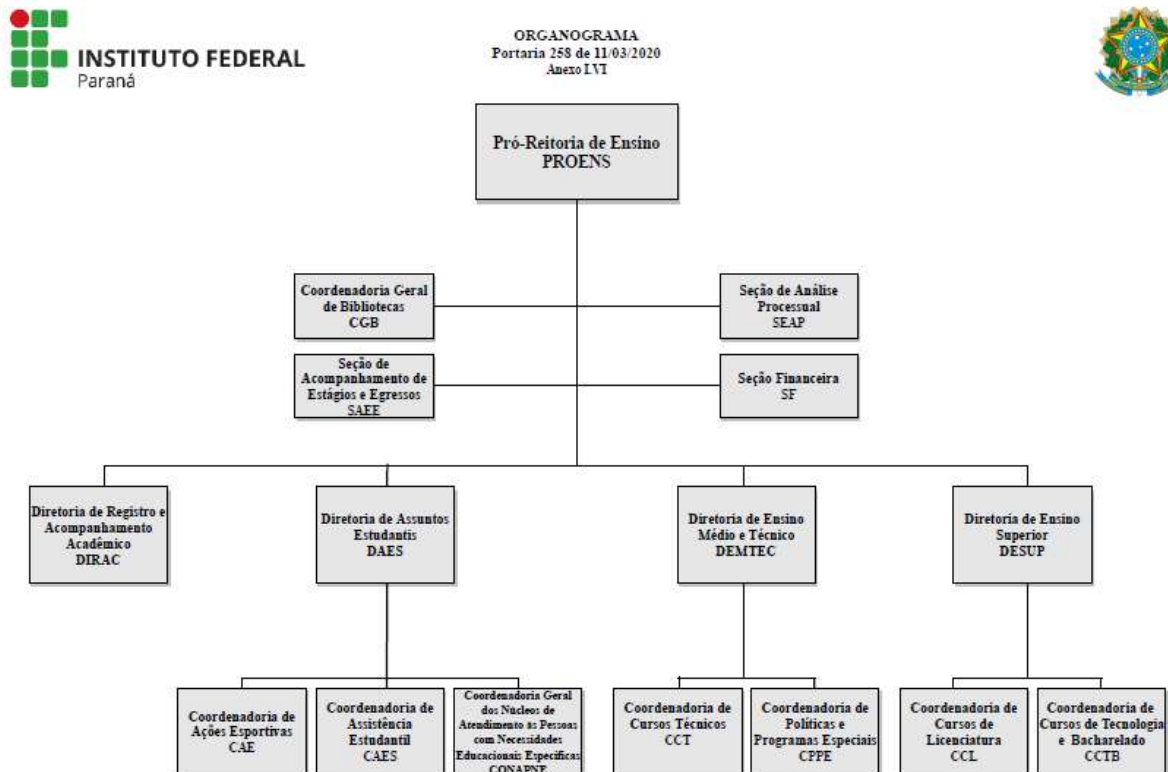 INSTITUTO FEDERAL
Paraná
ORGANOGRAMA
Portaria 258 de 11/03/2020
Anexo LVI
Pró-Reitoria de Ensino
PROENS
Coordenadoria Geral
de Bibliotecas
CGB
Seção de Análise
Processual
SEAP
Seção de
Acompanhamento de
Estágios e Egressos
SAEE
Seção Financeira
SF
Diretoria de Registro e
Acompanhamento
Acadêmico
DIRAC
Diretoria de Assuntos
Estudantis
DAES
Diretoria de Ensino
Médio e Técnico
DEMTEC
Diretoria de Ensino
Superior
DESUP
Coordenadoria de
Ações Esportivas
CAE
Coordenadoria de
Assistência
Estudantil
CAES
Coordenadoria Geral
dos Núcleos de
Atendimento às Pessoas
com Necessidades
Educacionais Específicas
CONAPNE
Coordenadoria de
Cursos Técnicos
CCT
Coordenadoria de
Políticas e
Programas Especiais
CPPE
Coordenadoria de
Cursos de
Licenciatura
CCL
Coordenadoria de
Cursos de Tecnologia
e Bacharelado
CCTB